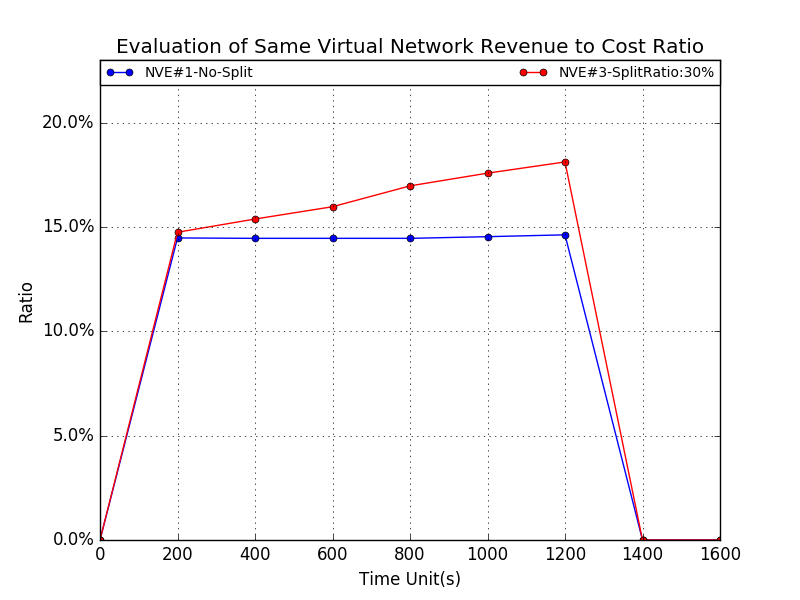 Evaluation of Same Virtual Network Revenue to Cost Ratio
NVE#1-No-Split NVE#3-SplitRatio:30%
20.0%
15.0%
10.0%
5.0%
0.0%
Ratio
0 200 400 600 800 1000 1200 1400 1600
Time Unit(s)